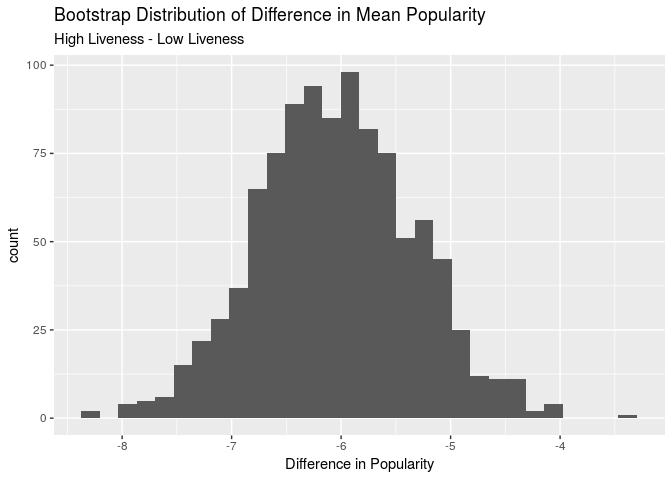 Bootstrap Distribution of Difference in Mean Popularity
High Liveness - Low Liveness
100
75
50
25
0
count
-8 -7 -6 -5 -4
Difference in Popularity